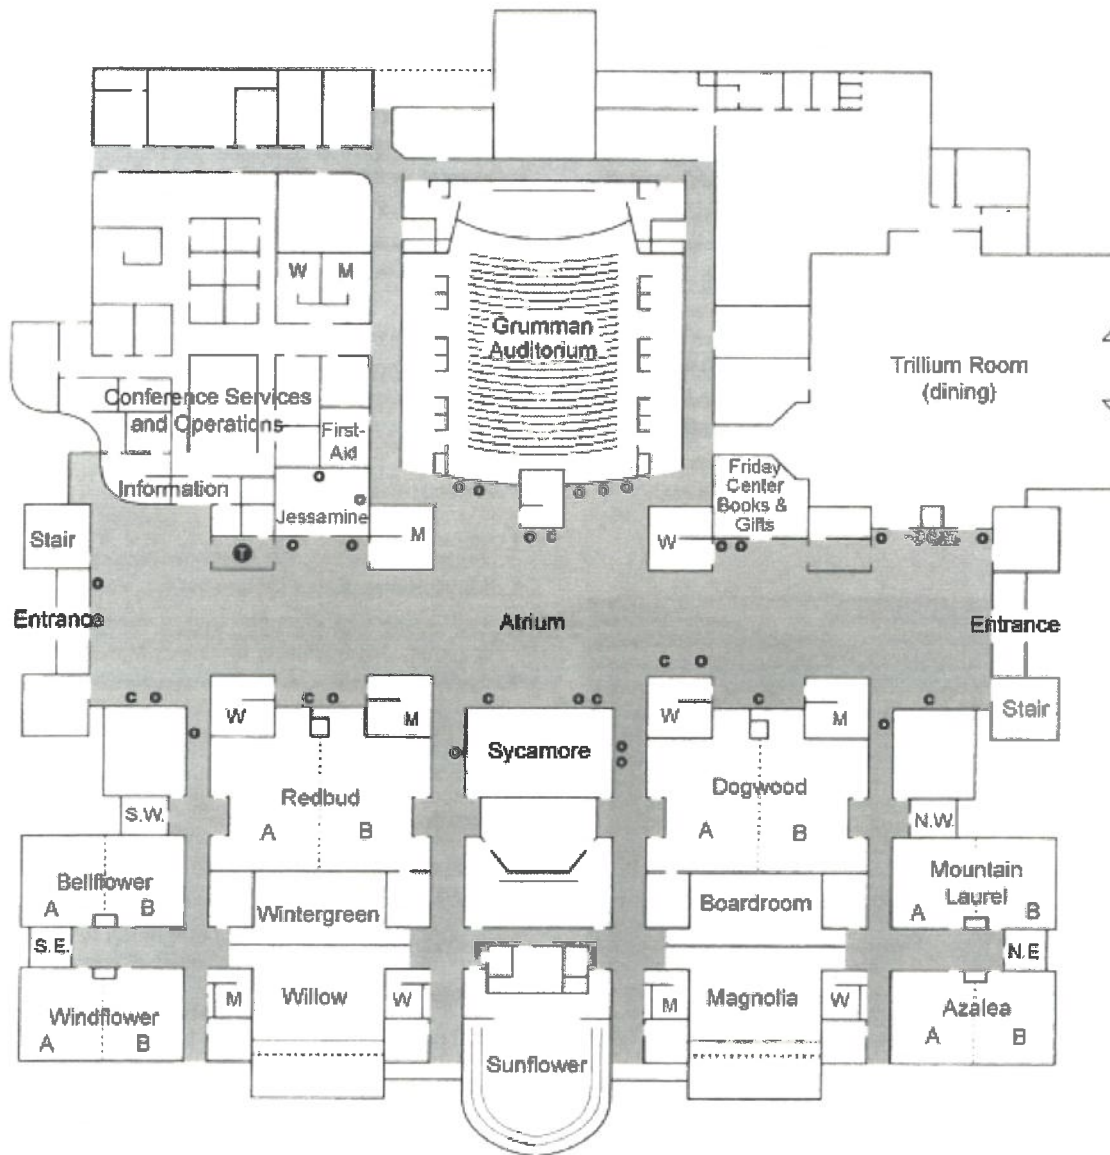 W
M
Grumman
Auditorium
Trillium Room
(dining)
Conference Services
and Operations
First-
Aid
Friday
Center
Books &
Gifts
Information
Jessamine
Stair
M
W
T
Entrance
Atrium
Entrance
Stair
W
M
W
M
Sycamore
Redbud
A
B
Dogwood
A
B
S.W.
N.W.
Bellflower
A
B
Wintergreen
Boardroom
Mountain
Laurel
A
B
S.E.
N.E
Windflower
A
B
M
Willow
W
M
Magnolia
W
Azalea
A
B
Sunflower